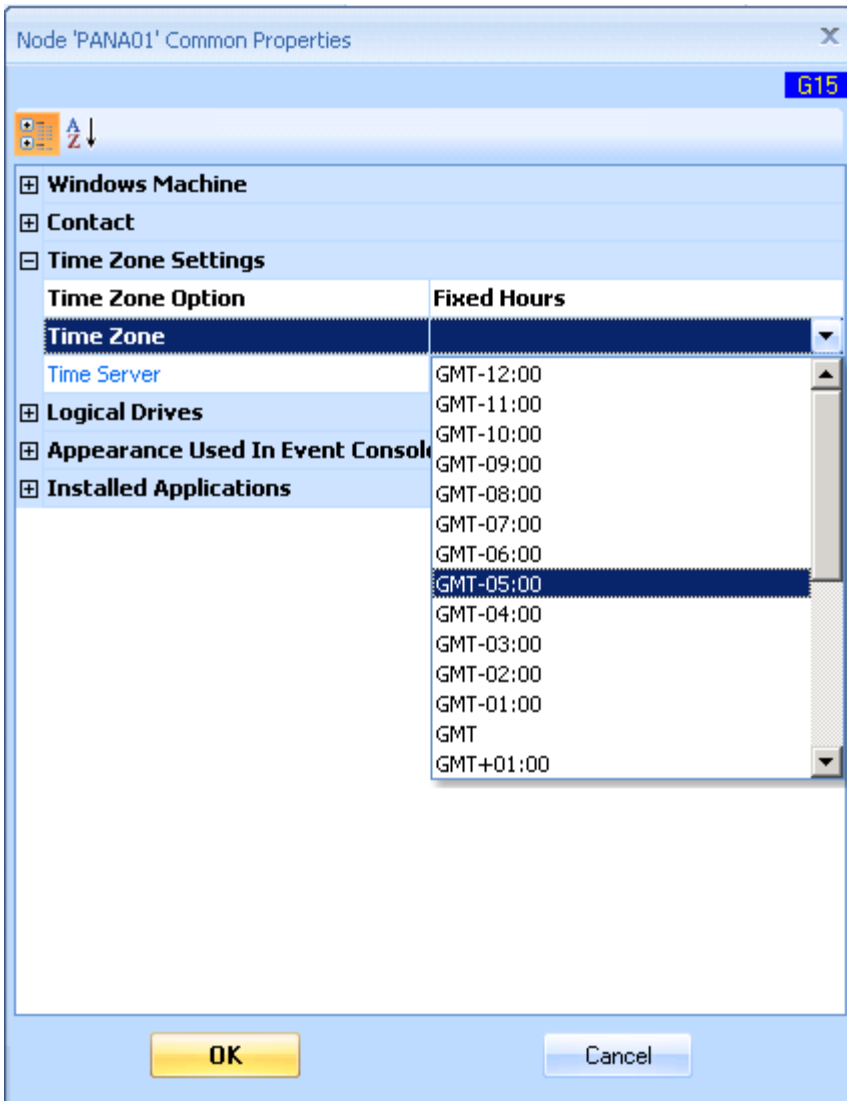 Node 'PANA01' Common Properties
G15
Windows Machine
Contact
Time Zone Settings
Time Zone Option Fixed Hours
Time Zone
Time Server
GMT-12:00
GMT-11:00
GMT-10:00
GMT-09:00
GMT-08:00
GMT-07:00
GMT-06:00
GMT-05:00
GMT-04:00
GMT-03:00
GMT-02:00
GMT-01:00
GMT
GMT+01:00
Logical Drives
Appearance Used In Event Console
Installed Applications
OK Cancel